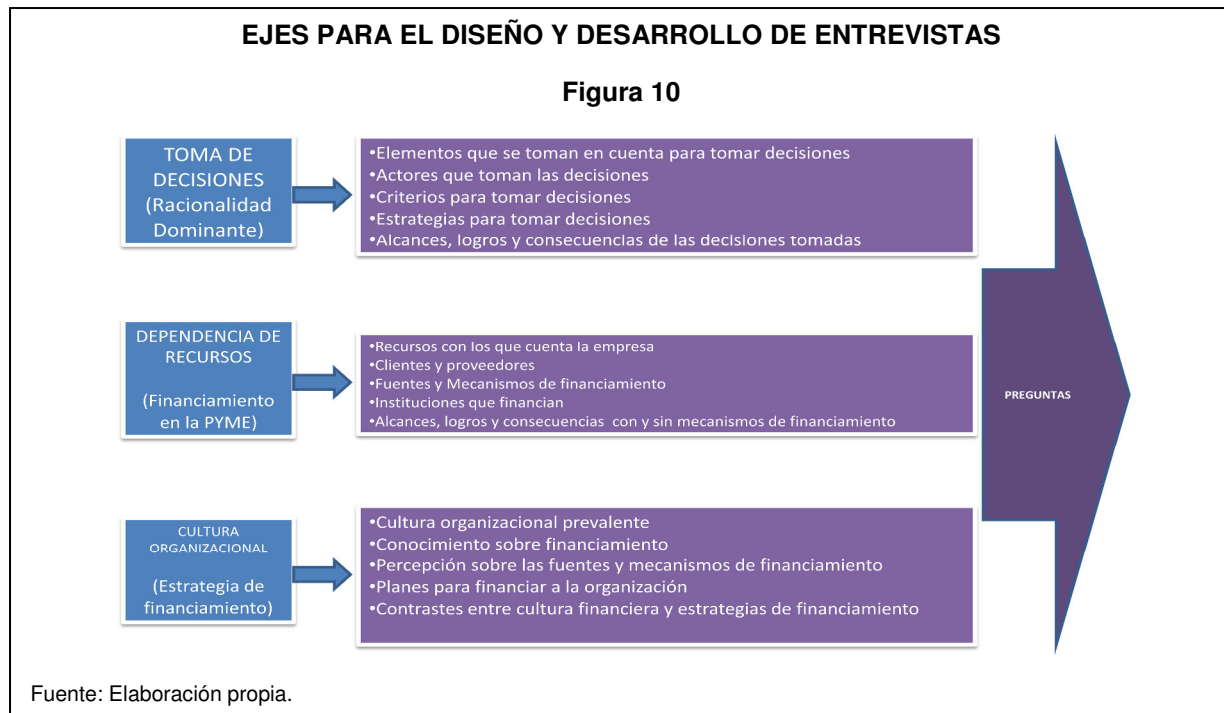 EJES PARA EL DISEÑO Y DESARROLLO DE ENTREVISTAS
Figura 10
TOMA DE
DECISIONES
(Racionalidad
Dominante)
•Elementos que se toman en cuenta para tomar decisiones
•Actores que toman las decisiones
•Criterios para tomar decisiones
•Estrategias para tomar decisiones
•Alcances, logros y consecuencias de las decisiones tomadas
DEPENDENCIA DE
RECURSOS
(Financiamiento
en la PYME)
•Recursos con los que cuenta la empresa
•Clientes y proveedores
•Fuentes y Mecanismos de financiamiento
•Instituciones que financian
•Alcances, logros y consecuencias con y sin mecanismos de financiamiento
CULTURA
ORGANIZACIONAL
(Estrategia de
financiamiento)
•Cultura organizacional prevalente
•Conocimiento sobre financiamiento
•Percepción sobre las fuentes y mecanismos de financiamiento
•Planes para financiar a la organización
•Contrastes entre cultura financiera y estrategias de financiamiento
PREGUNTAS
Fuente: Elaboración propia.